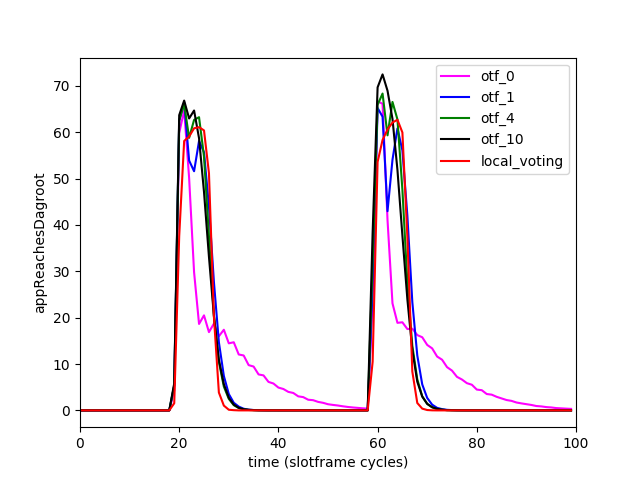 otf_0
otf_1
otf_4
otf_10
local_voting
appReachesDagroot
70
60
50
40
30
20
10
0
0 20 40 60 80 100
time (slotframe cycles)